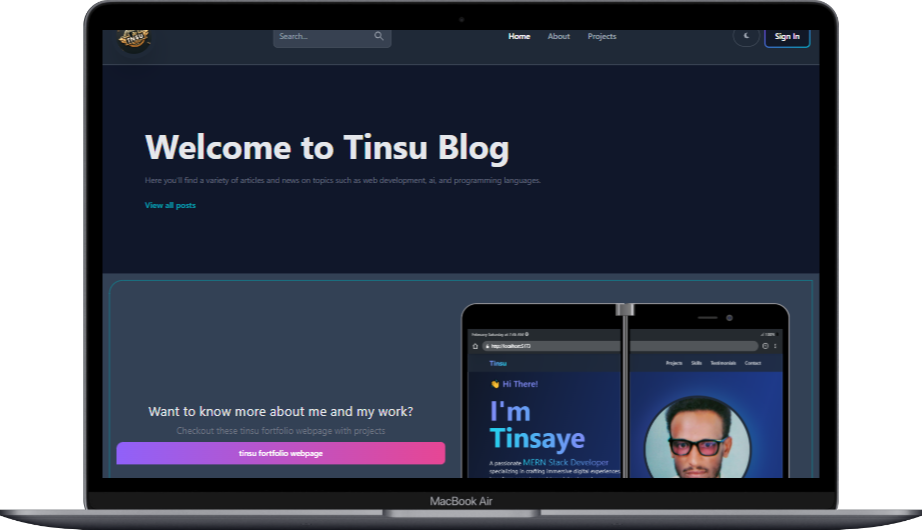 TINSU
Search...
Home About Projects
Sign In
Welcome to Tinsu Blog
Here you'll find a variety of articles and news on topics such as web development, ai, and programming languages.
View all posts
Want to know more about me and my work?
Checkout these tinsu fortfolio webpage with projects
tinsu fortfolio webpage
100%
http://localhost:5173
Tinsu
Projects Skills Testimonials Contact
👋 Hi There!
I'm
Tinsaye
A passionate MERN Stack Developer
specializing in crafting immersive digital experiences
MacBook Air